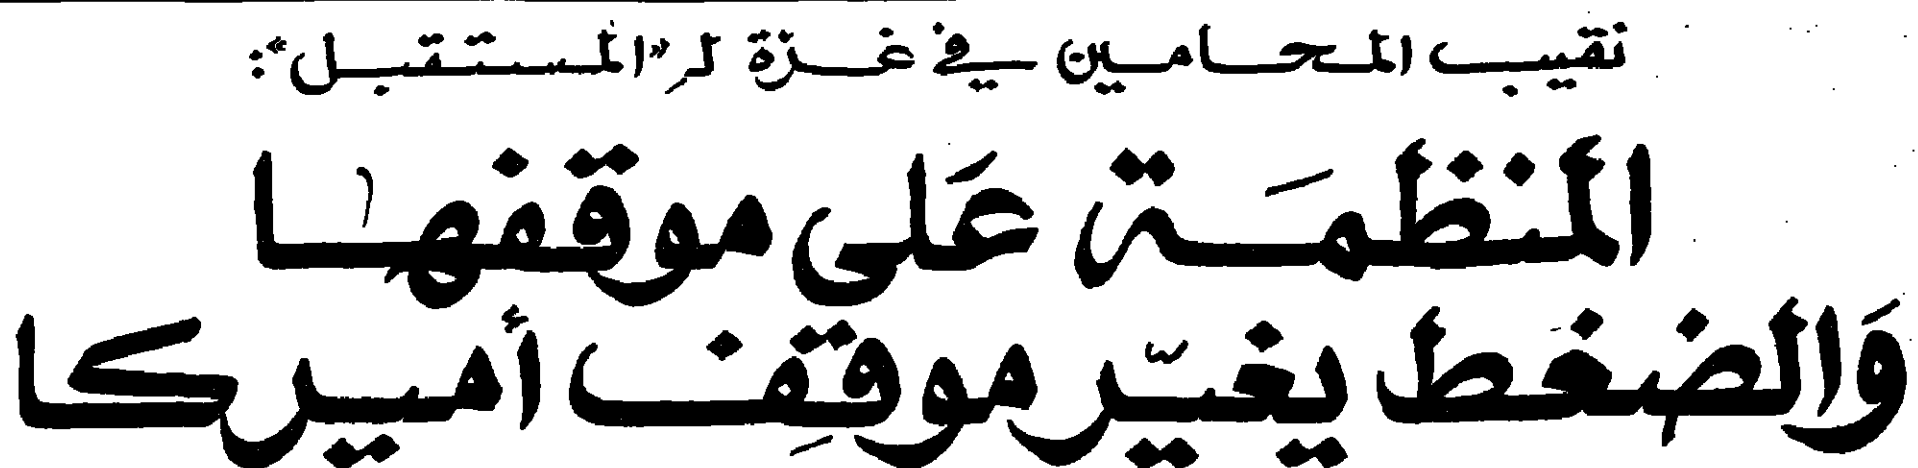 نقيب المحامين في غزة لـ «المستقبل»:
المنظمة على موقفها
والضغط يغيّر موقف أميركا